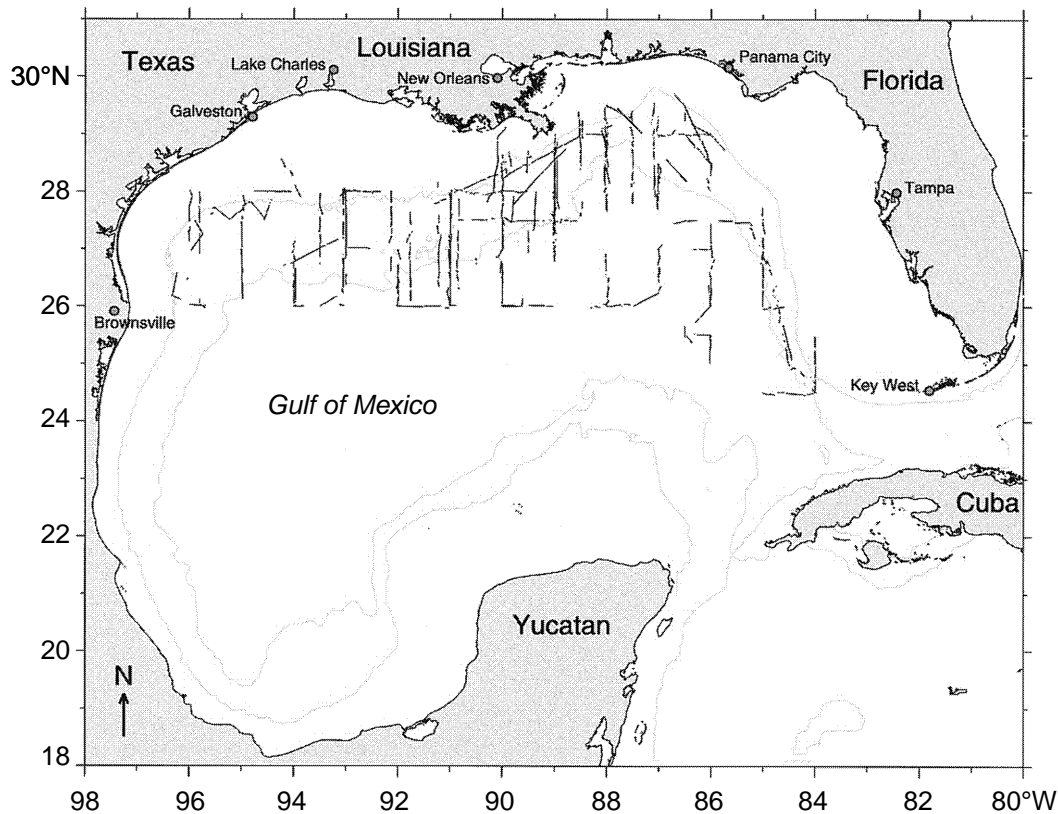 Texas
Louisiana
Lake Charles
New Orleans
Panama City
30°N
Florida
Galveston
28
Tampa
26
Brownsville
Key West
24
Gulf of Mexico
Cuba
22
Yucatan
20
N
18
98
96
94
92
90
88
86
84
82
80°W